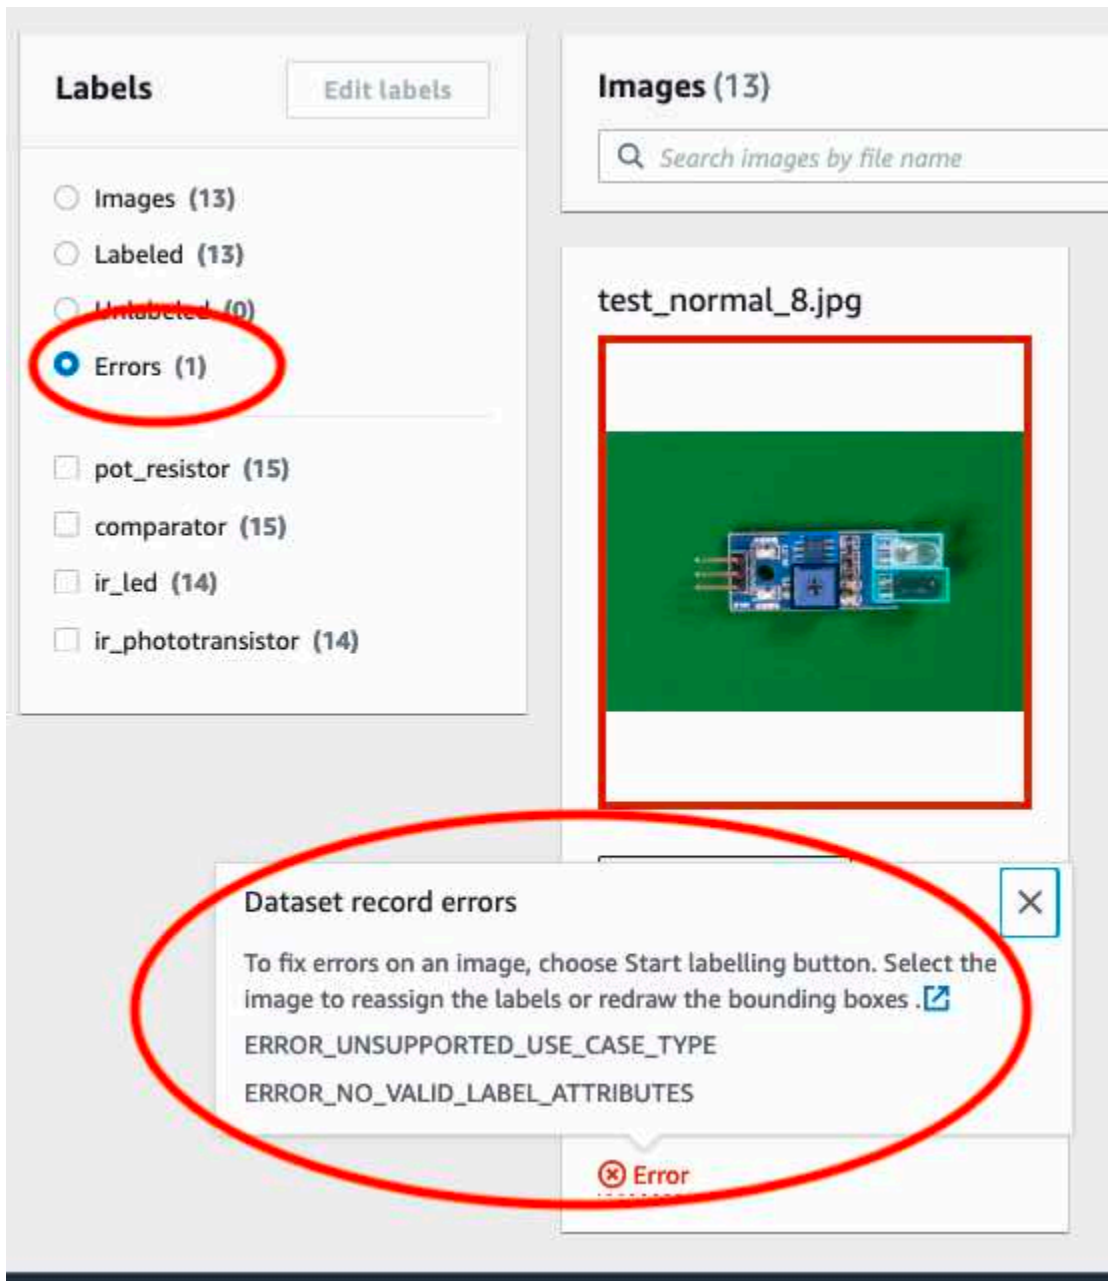 Labels
Edit labels
Images (13)
Labeled (13)
Unlabeled (0)
Errors (1)
pot_resistor (15)
comparator (15)
ir_led (14)
ir_phototransistor (14)
Images (13)
Search images by file name
test_normal_8.jpg
Dataset record errors
To fix errors on an image, choose Start labelling button. Select the
image to reassign the labels or redraw the bounding boxes .
ERROR_UNSUPPORTED_USE_CASE_TYPE
ERROR_NO_VALID_LABEL_ATTRIBUTES
Error